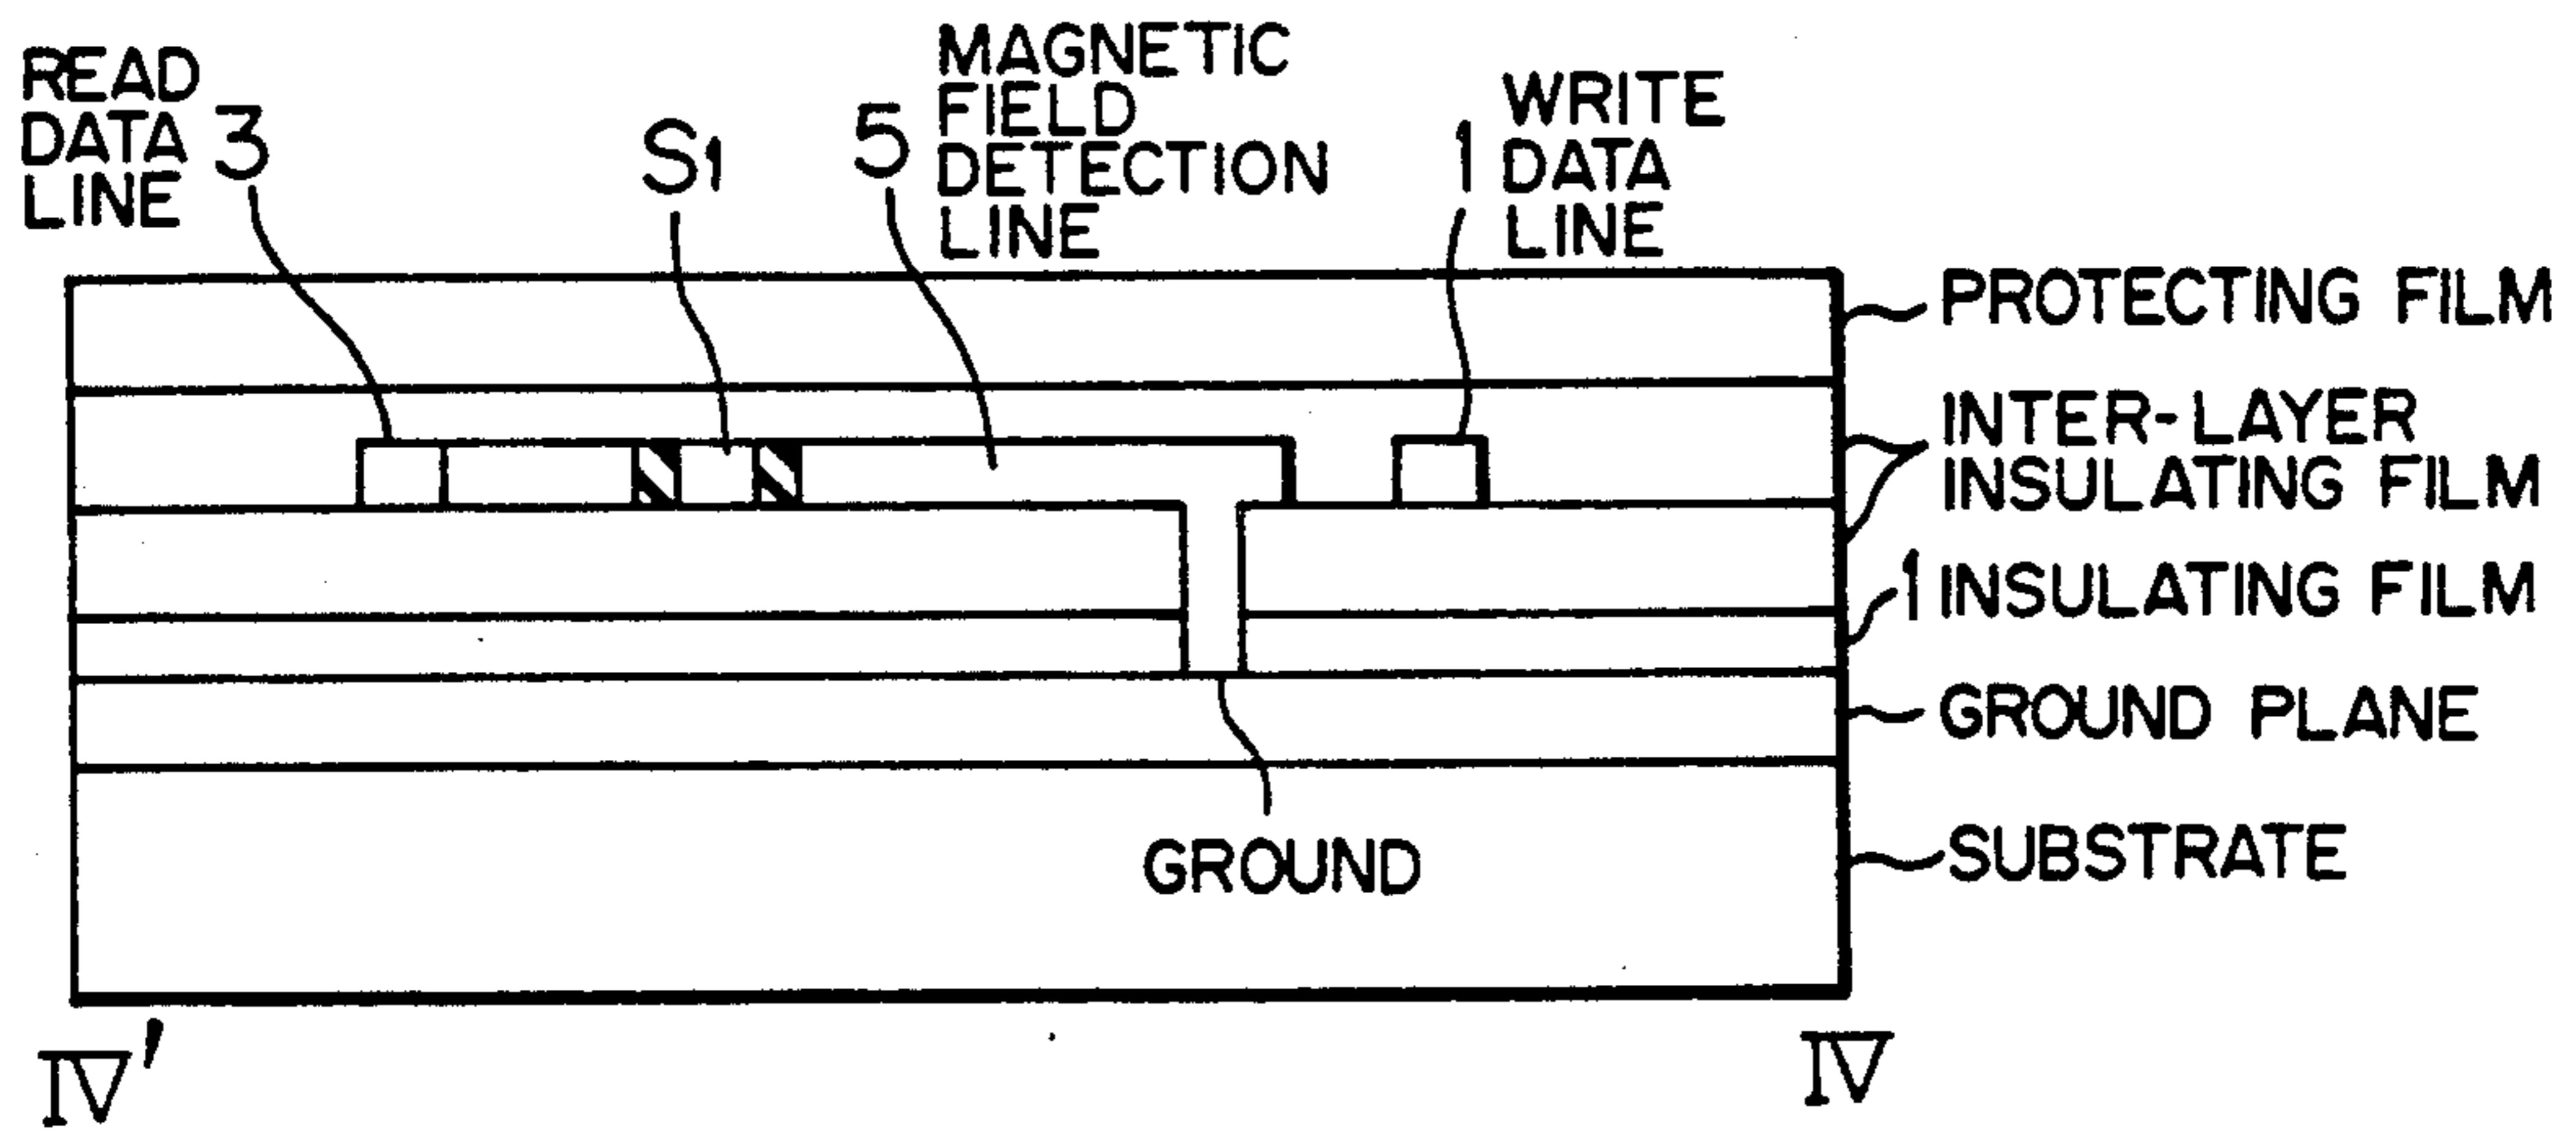 READ
DATA
LINE
3
S1
5
MAGNETIC
FIELD
DETECTION
LINE
1
WRITE
DATA
LINE
PROTECTING FILM
INTER-LAYER
INSULATING FILM
1 INSULATING FILM
GROUND PLANE
SUBSTRATE
GROUND
IV'
IV